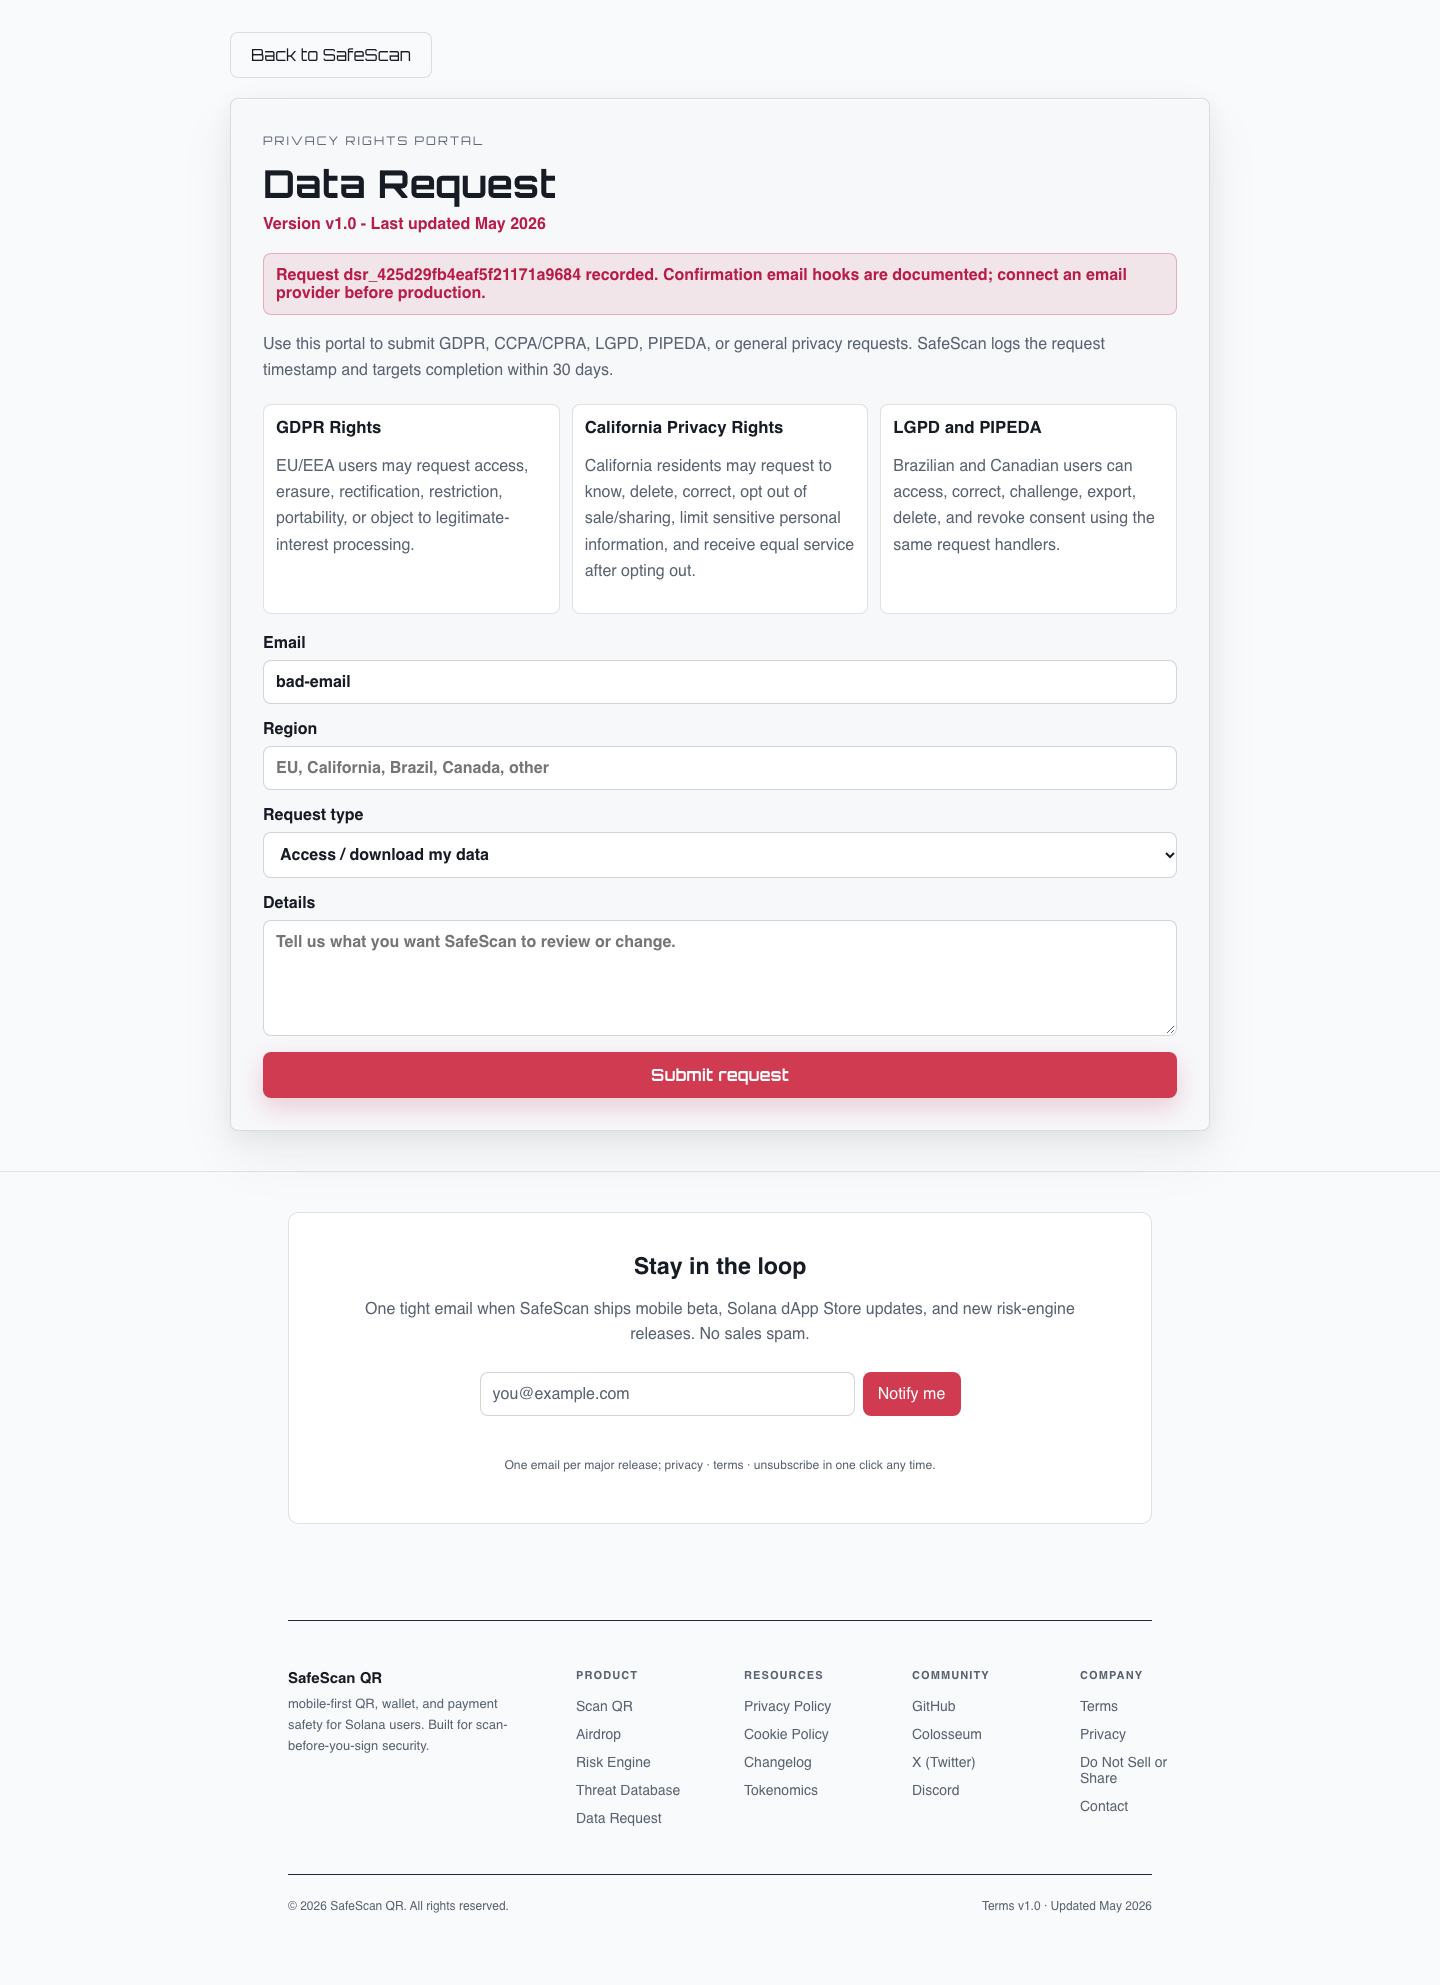 Back to SafeScan
PRIVACY RIGHTS PORTAL
Data Request
Version v1.0 - Last updated May 2026
Request dsr_425d29fb4eaf5f21171a9684 recorded. Confirmation email hooks are documented; connect an email
provider before production.
Use this portal to submit GDPR, CCPA/CPRA, LGPD, PIPEDA, or general privacy requests. SafeScan logs the request
timestamp and targets completion within 30 days.
GDPR Rights
EU/EEA users may request access,
erasure, rectification, restriction,
portability, or object to legitimate-
interest processing.
California Privacy Rights
California residents may request to
know, delete, correct, opt out of
sale/sharing, limit sensitive personal
information, and receive equal service
after opting out.
LGPD and PIPEDA
Brazilian and Canadian users can
access, correct, challenge, export,
delete, and revoke consent using the
same request handlers.
Email
bad-email
Region
EU, California, Brazil, Canada, other
Request type
Access / download my data
Details
Tell us what you want SafeScan to review or change.
Submit request
Stay in the loop
One tight email when SafeScan ships mobile beta, Solana dApp Store updates, and new risk-engine
releases. No sales spam.
you@example.com
Notify me
One email per major release; privacy · terms · unsubscribe in one click any time.
SafeScan QR
mobile-first QR, wallet, and payment
safety for Solana users. Built for scan-
before-you-sign security.
PRODUCT
Scan QR
Airdrop
Risk Engine
Threat Database
Data Request
RESOURCES
Privacy Policy
Cookie Policy
Changelog
Tokenomics
COMMUNITY
GitHub
Colosseum
X (Twitter)
Discord
COMPANY
Terms
Privacy
Do Not Sell or
Share
Contact
© 2026 SafeScan QR. All rights reserved.
Terms v1.0 · Updated May 2026